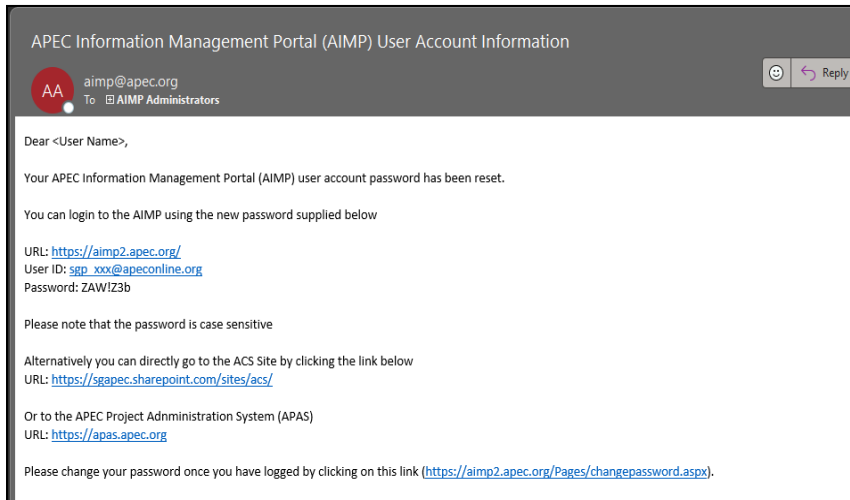 APEC Information Management Portal (AIMP) User Account Information
AA
aimp@apec.org
To AIMP Administrators
Reply
Dear <User Name>,
Your APEC Information Management Portal (AIMP) user account password has been reset.
You can login to the AIMP using the new password supplied below
URL: https://aimp2.apec.org/
User ID: sgp_xxx@apeconline.org
Password: ZAW!Z3b
Please note that the password is case sensitive
Alternatively you can directly go to the ACS Site by clicking the link below
URL: https://sgapec.sharepoint.com/sites/acs/
Or to the APEC Project Adnministration System (APAS)
URL: https://apas.apec.org
Please change your password once you have logged by clicking on this link (https://aimp2.apec.org/Pages/changepassword.aspx).